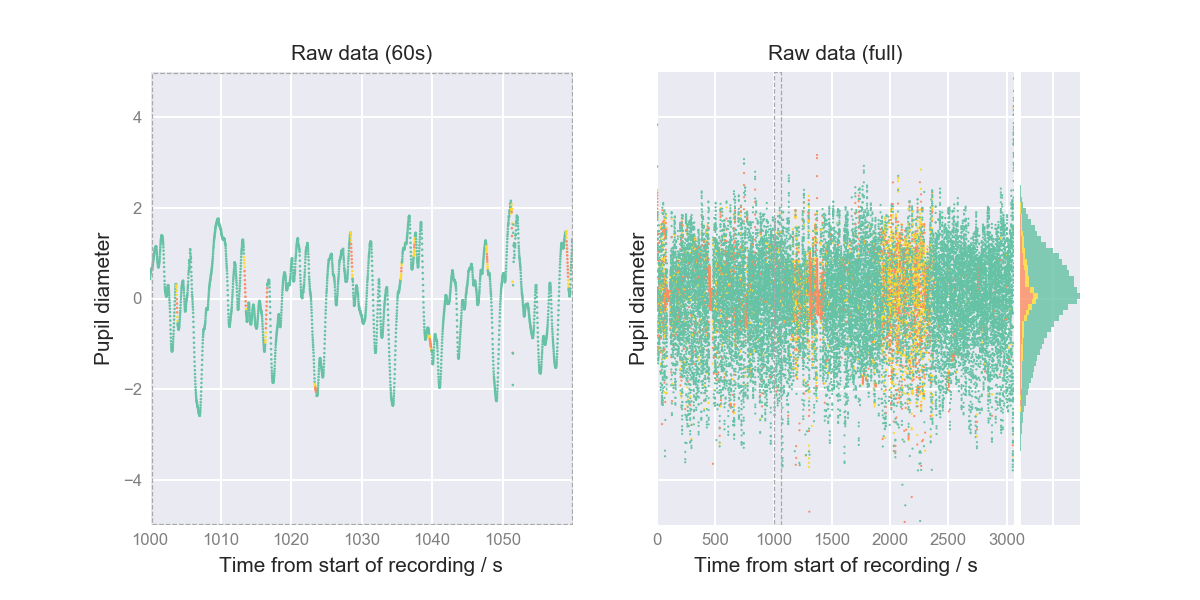 Raw data (60s)
Pupil diameter
4
2
0
−2
−4
1000 1010 1020 1030 1040 1050
Time from start of recording / s
Raw data (full)
Pupil diameter
0 500 1000 1500 2000 2500 3000
Time from start of recording / s